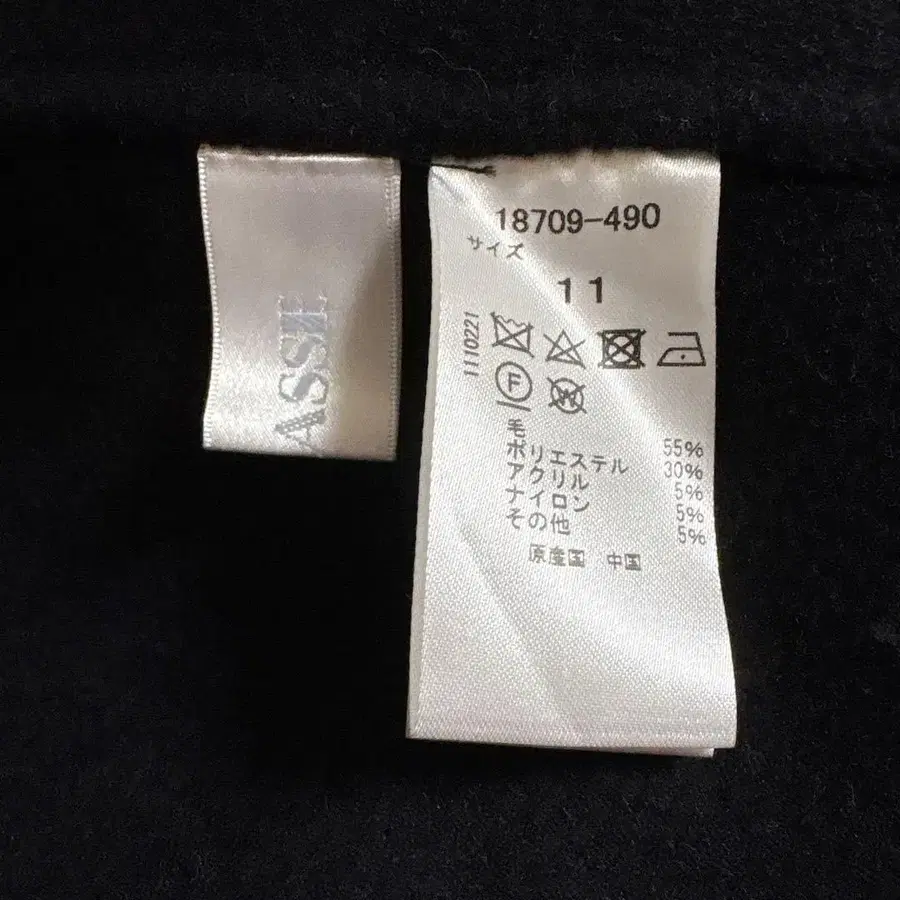 ASSE
18709-490
サイズ
11
1110221
F
W
毛 55%
ポリエステル 30%
アクリル 5%
ナイロン 5%
その他 5%
原産国 中国